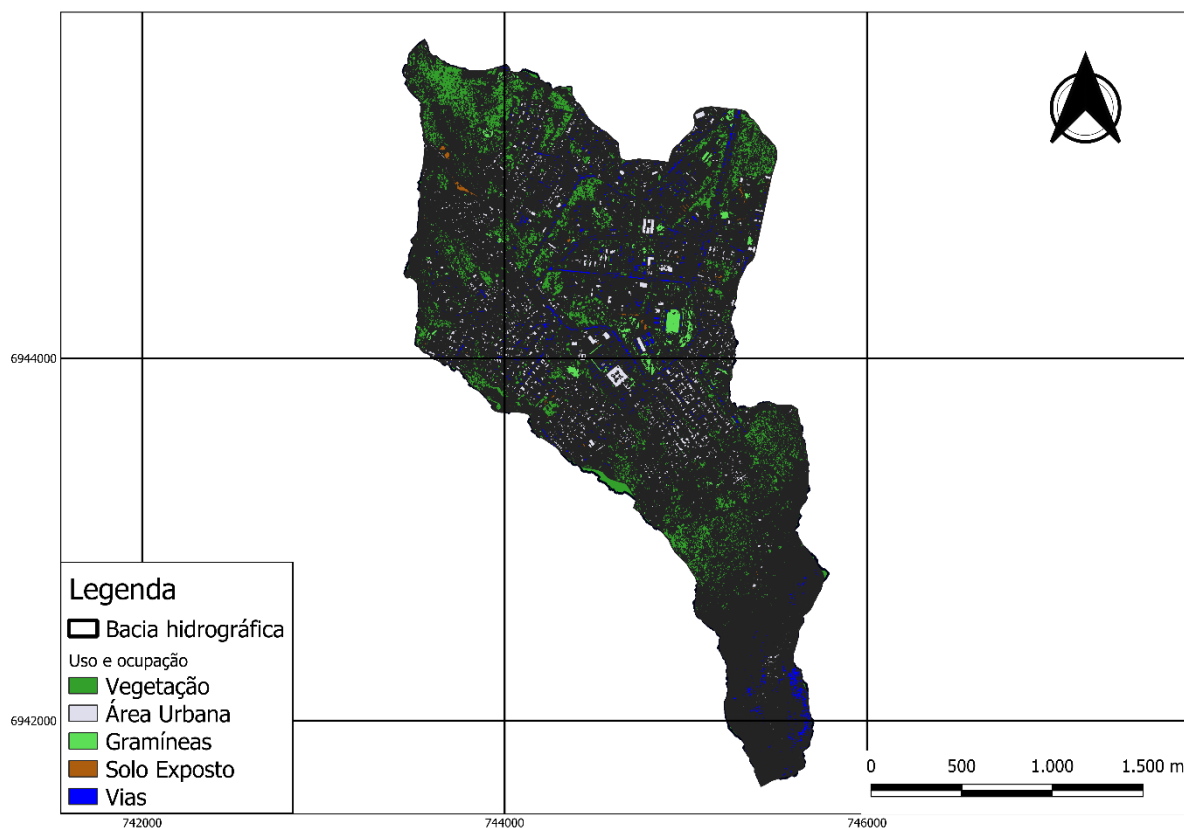 6944000
6942000
Legenda
Bacia hidrográfica
Uso e ocupação
Vegetação
Área Urbana
Gramíneas
Solo Exposto
Vias
0 500 1.000 1.500 m
742000 744000 746000